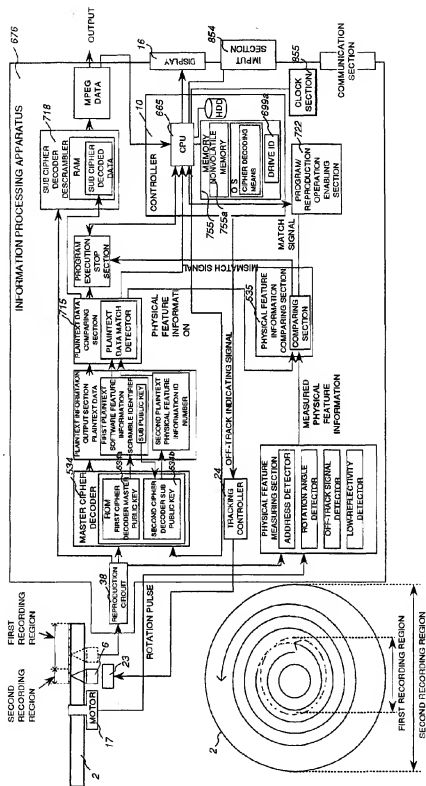 676
INFORMATION PROCESSING APPARATUS
OUTPUT
MPEG DATA
718
SUB CIPHER DECODER
DESCRAMBLER
RAM
SUB CIPHER DECODED DATA
16
DISPLAY
854
INPUT SECTION
855
CLOCK SECTION
COMMUNICATION SECTION
10
CONTROLLER
665
CPU
HDC
MEMORY
NONVOLATILE MEMORY
755
755a
OS
CIPHER DECODING MEANS
699a
DRIVE ID
722
PROGRAM/REPRODUCTION OPERATION ENABLING SECTION
PROGRAM EXECUTION STOP SECTION
MATCH SIGNAL
MISMATCH SIGNAL
715
PLAINTEXT DATA COMPARING SECTION
PLAINTEXT DATA MATCH DETECTOR
PHYSICAL FEATURE INFORMATION
535
PHYSICAL FEATURE INFORMATION COMPARING SECTION
COMPARING SECTION
PLAINTEXT INFORMATION OUTPUT SECTION
PLAINTEXT DATA
FIRST PLAINTEXT
SOFTWARE FEATURE INFORMATION
SCRAMBLE IDENTIFIER
SUB PUBLIC KEY
SECOND PLAINTEXT
PHYSICAL FEATURE INFORMATION ID NUMBER
534
MASTER CIPHER DECODER
ROM
FIRST CIPHER DECODER MASTER PUBLIC KEY
534a
SECOND CIPHER DECODER SUB PUBLIC KEY
534b
OFF-TRACK INDICATING SIGNAL
MEASURED PHYSICAL FEATURE INFORMATION
24
TRACKING CONTROLLER
PHYSICAL FEATURE MEASURING SECTION
ADDRESS DETECTOR
ROTATION ANGLE DETECTOR
OFF-TRACK SIGNAL DETECTOR
LOW-REFLECTIVITY DETECTOR
38
REPRODUCTION CIRCUIT
ROTATION PULSE
FIRST RECORDING REGION
SECOND RECORDING REGION
6
23
MOTOR
17
2
2
FIRST RECORDING REGION
SECOND RECORDING REGION